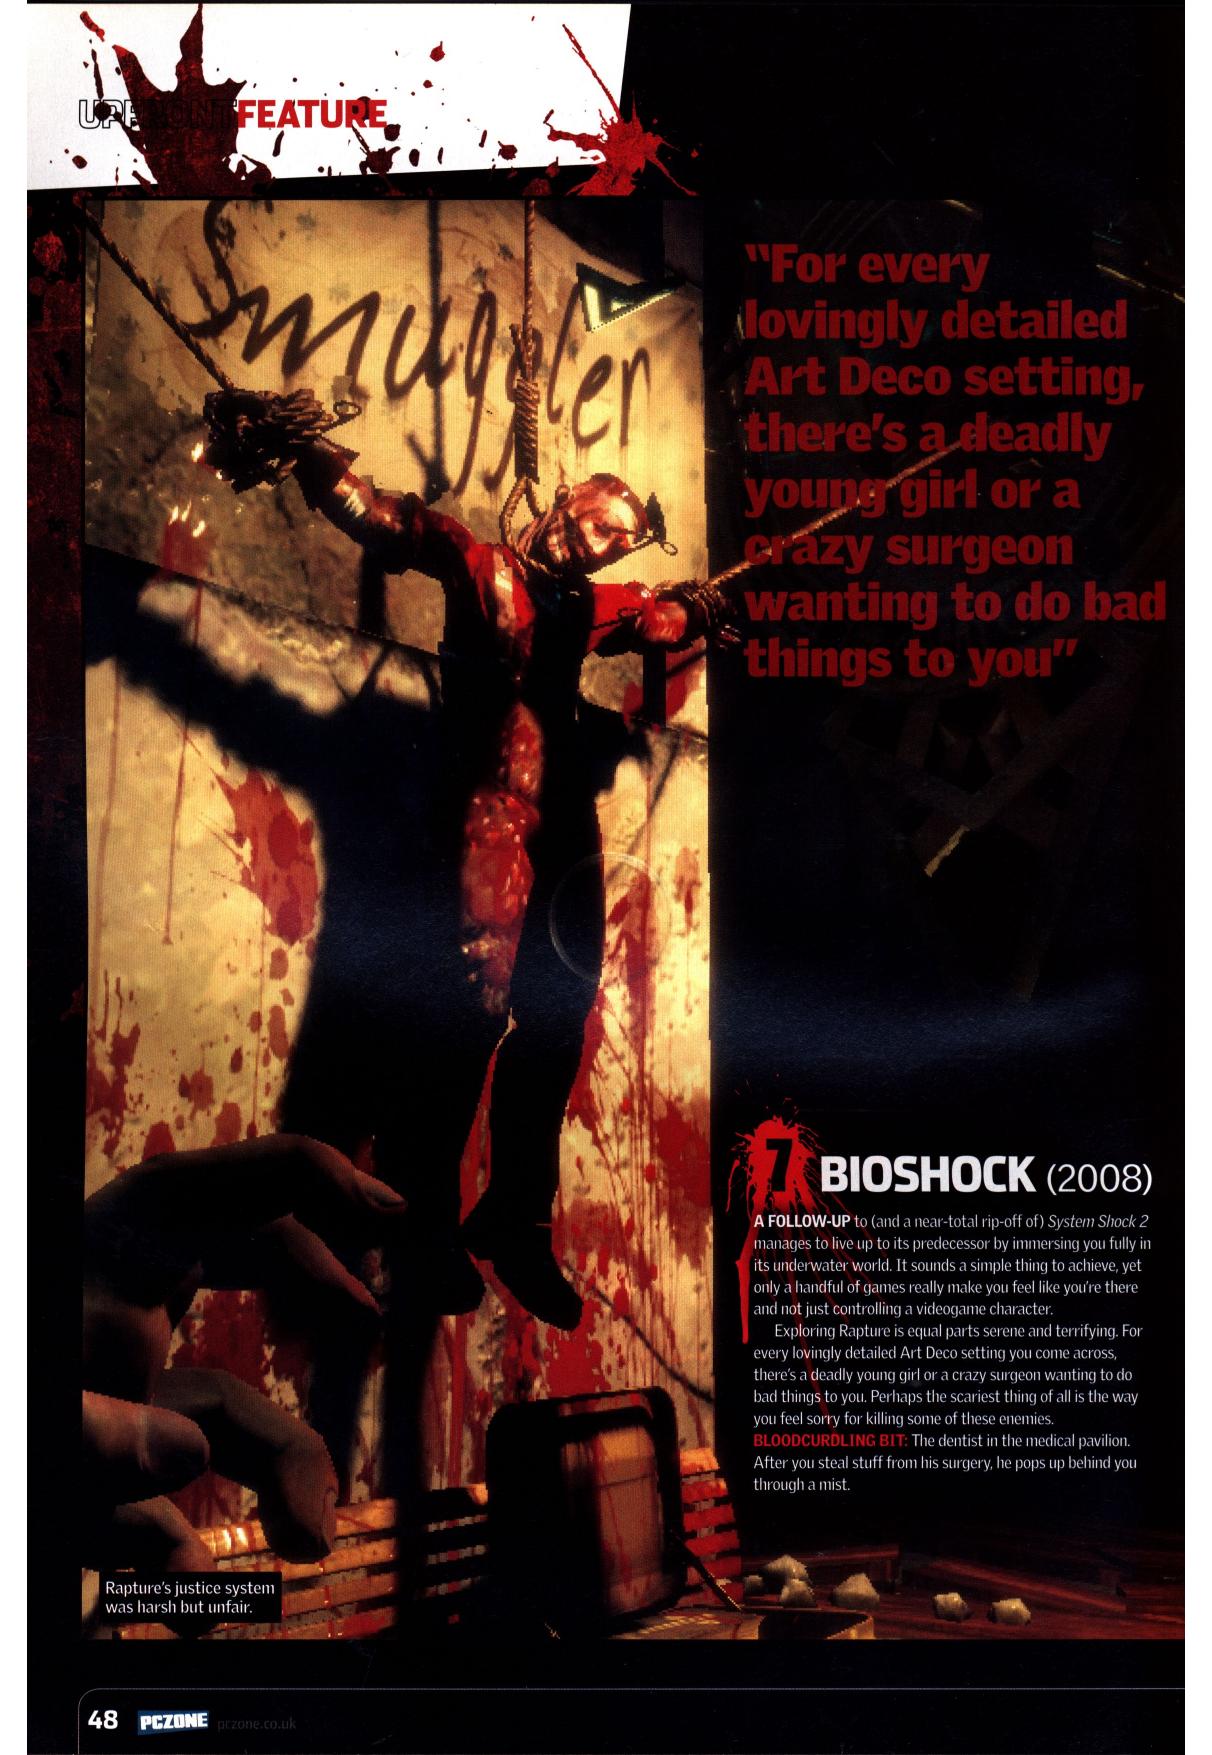 UPFRONTFEATURE
Smuggler
"For every
lovingly detailed
Art Deco setting,
there's a deadly
young girl or a
crazy surgeon
wanting to do bad
things to you"
7 BIOSHOCK (2008)
A FOLLOW-UP to (and a near-total rip-off of) System Shock 2
manages to live up to its predecessor by immersing you fully in
its underwater world. It sounds a simple thing to achieve, yet
only a handful of games really make you feel like you're there
and not just controlling a videogame character.
Exploring Rapture is equal parts serene and terrifying. For
every lovingly detailed Art Deco setting you come across,
there's a deadly young girl or a crazy surgeon wanting to do
bad things to you. Perhaps the scariest thing of all is the way
you feel sorry for killing some of these enemies.
BLOODCURDLING BIT: The dentist in the medical pavilion.
After you steal stuff from his surgery, he pops up behind you
through a mist.
Rapture's justice system
was harsh but unfair.
48 PCZONE pczone.co.uk